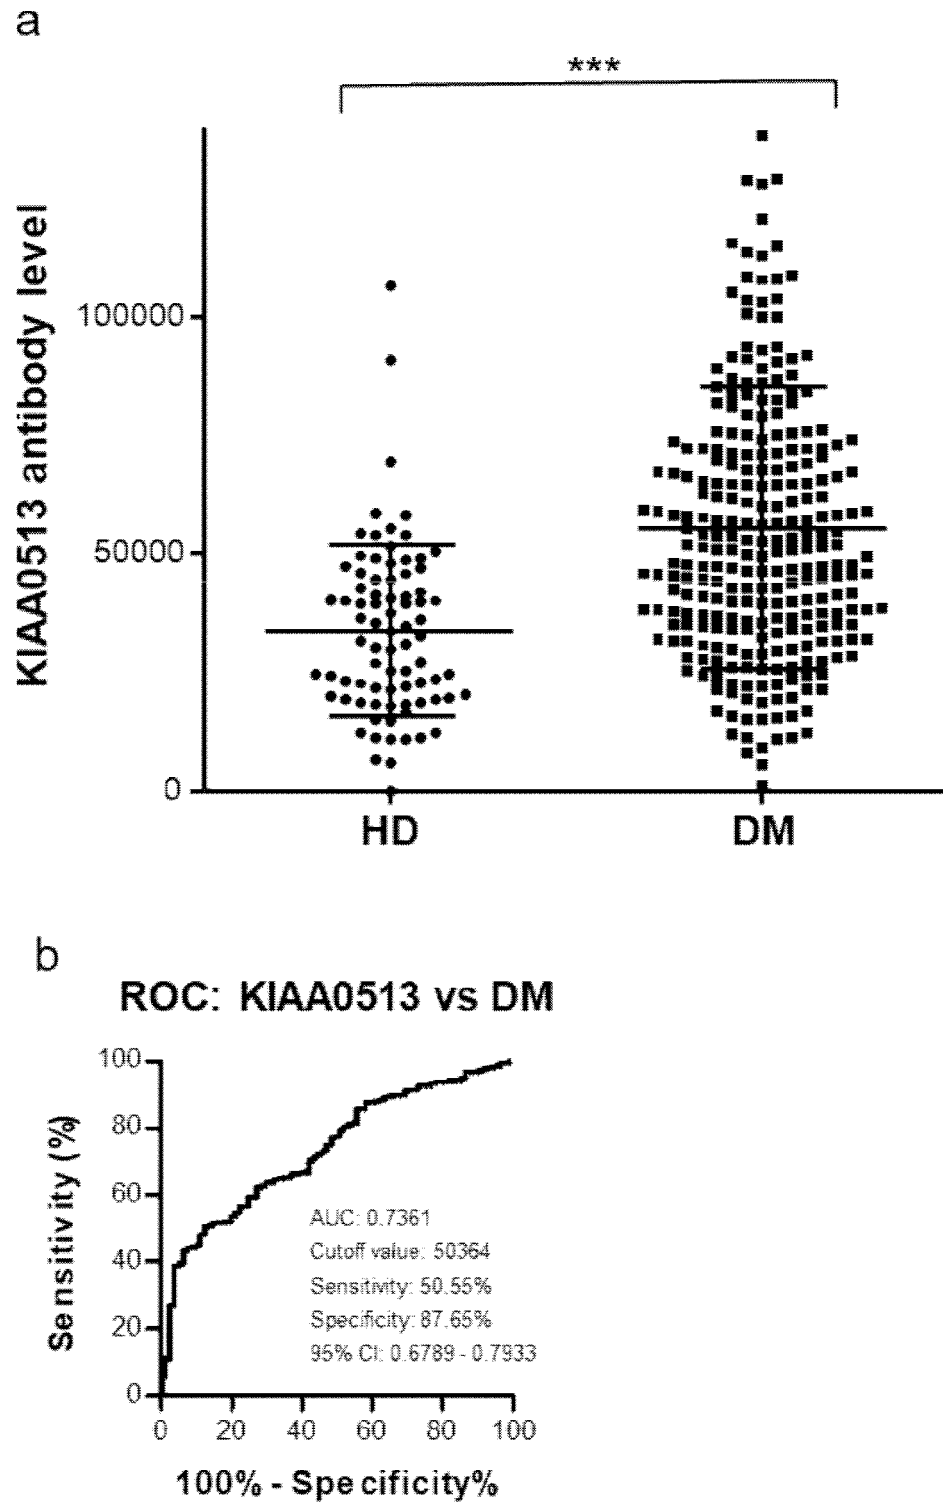 a
***
KIAA0513 antibody level
100000
50000
0
HD
DM
b
ROC: KIAA0513 vs DM
Sensitivity (%)
100
80
60
40
20
0
AUC: 0.7361
Cutoff value: 50364
Sensitivity: 50.55%
Specificity: 87.65%
95% CI: 0.6789 - 0.7933
0 20 40 60 80 100
100% - Specificity%